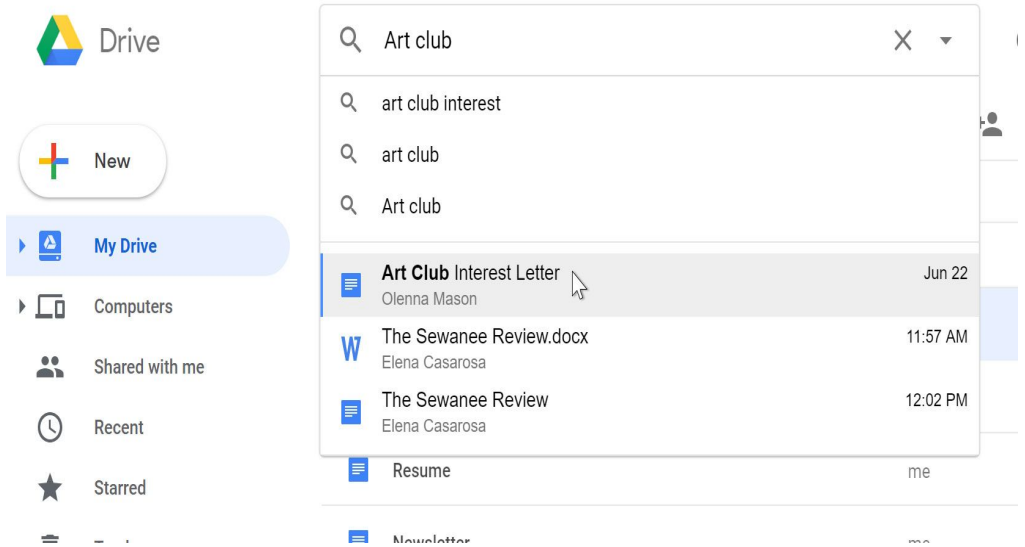 Drive
Art club
art club interest
art club
Art club
New
My Drive
Computers
Shared with me
Recent
Starred
Art Club Interest Letter Jun 22
Olenna Mason
The Sewanee Review.docx 11:57 AM
Elena Casarosa
The Sewanee Review 12:02 PM
Elena Casarosa
Resume me
Newsletter